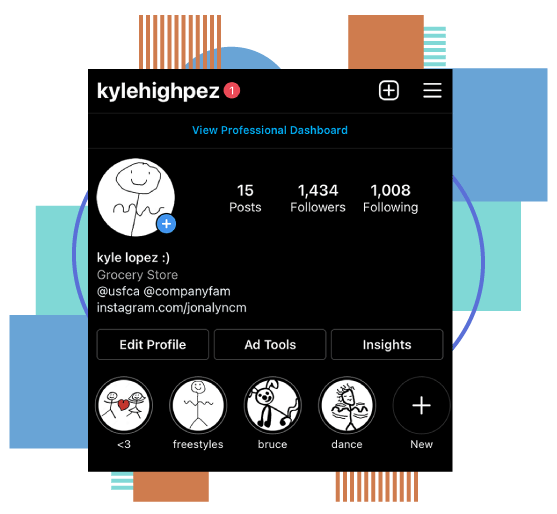 kylehighpez 1
View Professional Dashboard
15 1,434 1,008
Posts Followers Following
kyle lopez :)
Grocery Store
@usfca @companyfam
instagram.com/jonalyncm
Edit Profile Ad Tools Insights
<3 freestyles bruce dance New